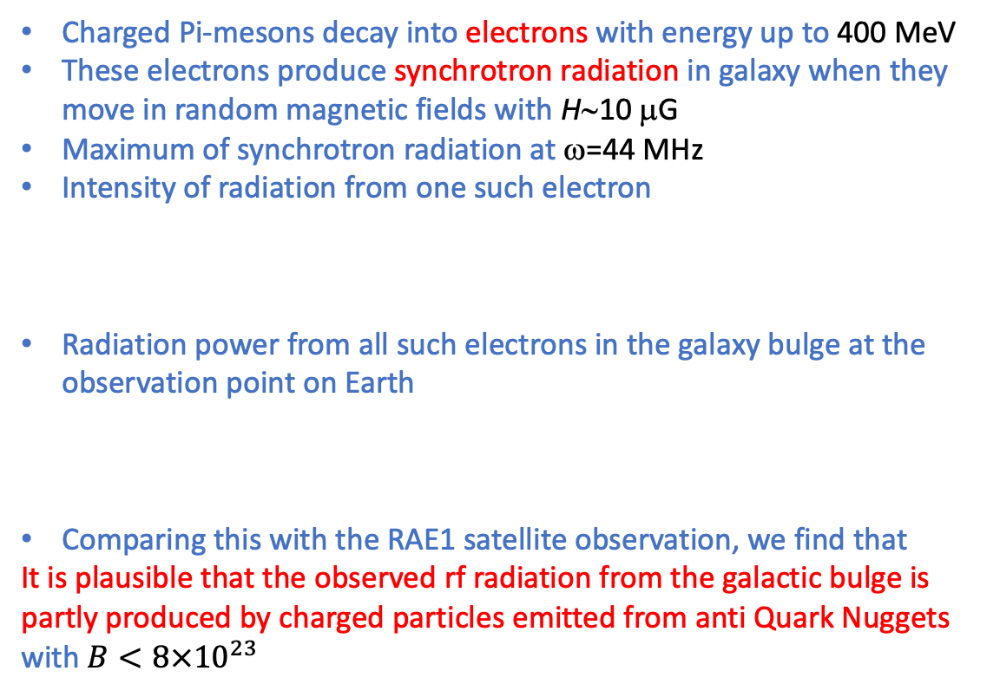 • Charged Pi-mesons decay into electrons with energy up to 400 MeV
• These electrons produce synchrotron radiation in galaxy when they
move in random magnetic fields with H~10 μG
• Maximum of synchrotron radiation at ω=44 MHz
• Intensity of radiation from one such electron
• Radiation power from all such electrons in the galaxy bulge at the
observation point on Earth
• Comparing this with the RAE1 satellite observation, we find that
It is plausible that the observed rf radiation from the galactic bulge is
partly produced by charged particles emitted from anti Quark Nuggets
with B < 8×10²³